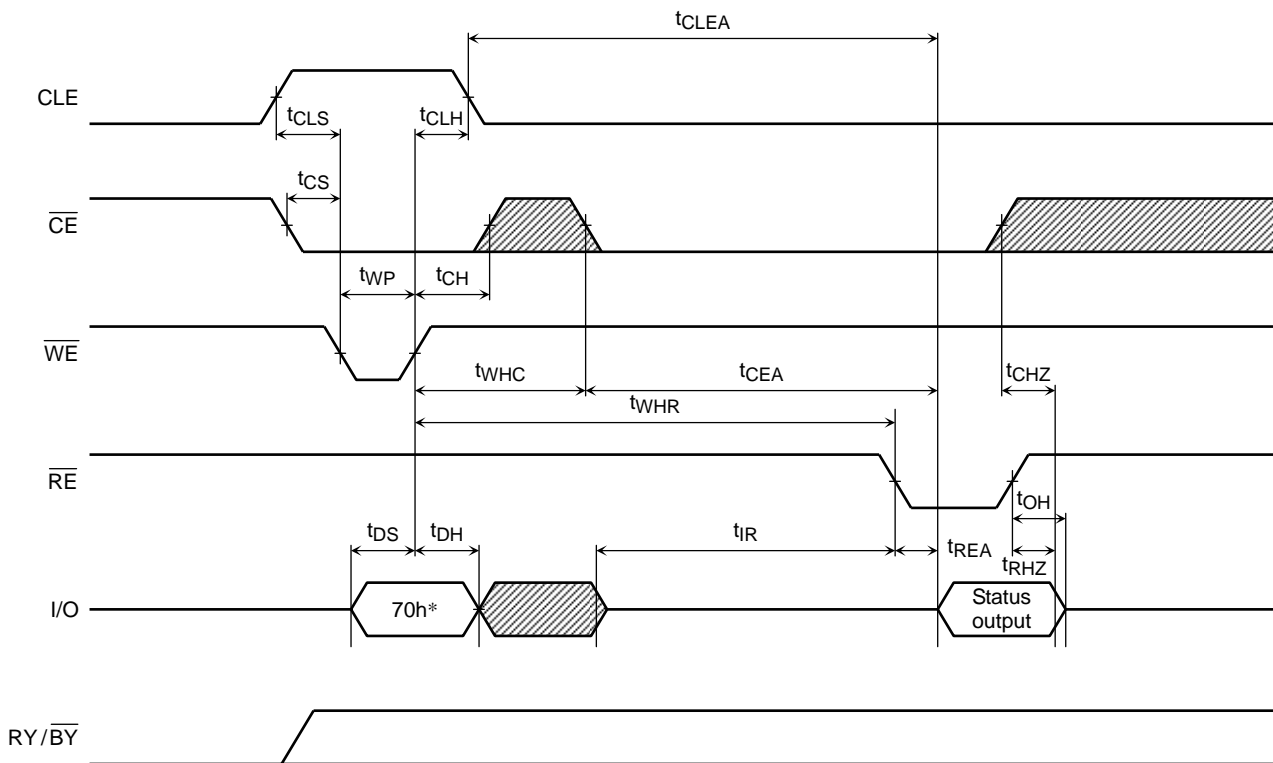 tCLEA
CLE
tCLS
tCLH
tCS
CE
tWP
tCH
WE
tWHC
tCEA
tCHZ
tWHR
RE
tOH
tDS
tDH
tIR
tREA
tRHZ
I/O
70h*
Status
output
RY/BY